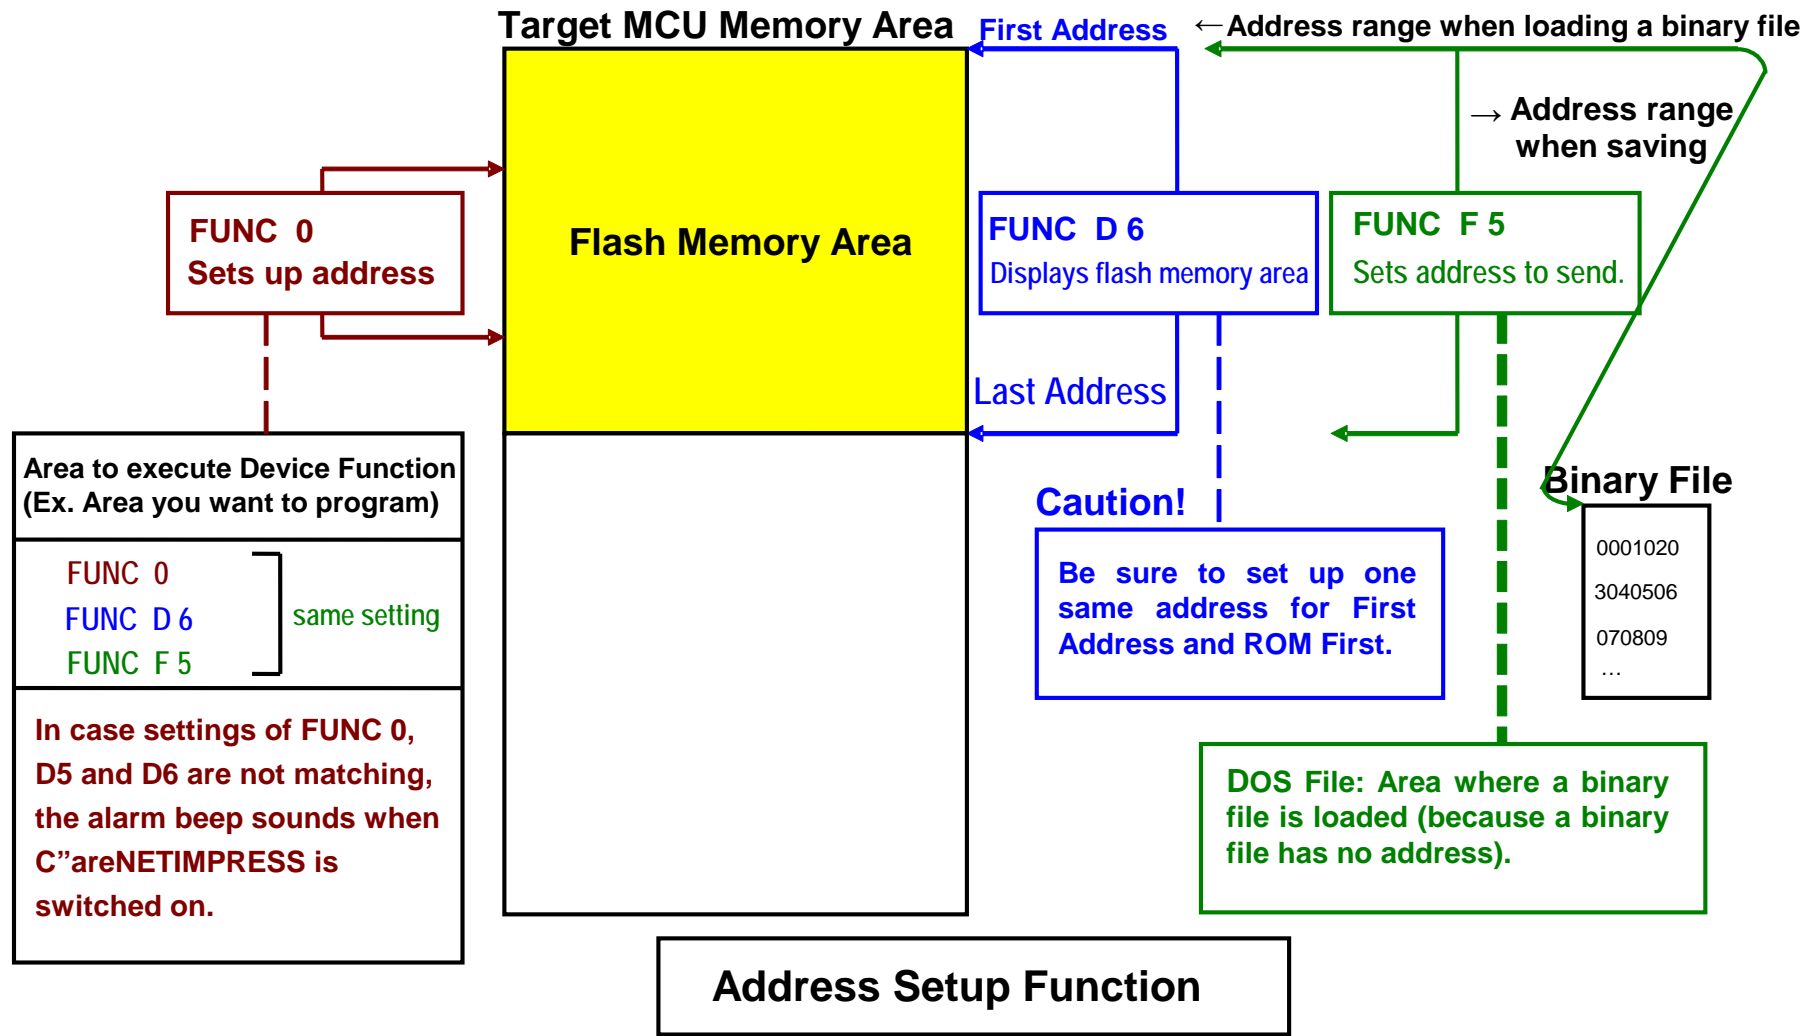 Target MCU Memory Area
First Address
←Address range when loading a binary file
→ Address range
when saving
FUNC 0
Sets up address
Flash Memory Area
FUNC D 6
Displays flash memory area
FUNC F 5
Sets address to send.
Last Address
Area to execute Device Function
(Ex. Area you want to program)
FUNC 0
FUNC D 6
FUNC F 5
same setting
In case settings of FUNC 0,
D5 and D6 are not matching,
the alarm beep sounds when
C”areNETIMPRESS is
switched on.
Caution!
Be sure to set up one
same address for First
Address and ROM First.
Binary File
0001020
3040506
070809
…
DOS File: Area where a binary
file is loaded (because a binary
file has no address).
Address Setup Function